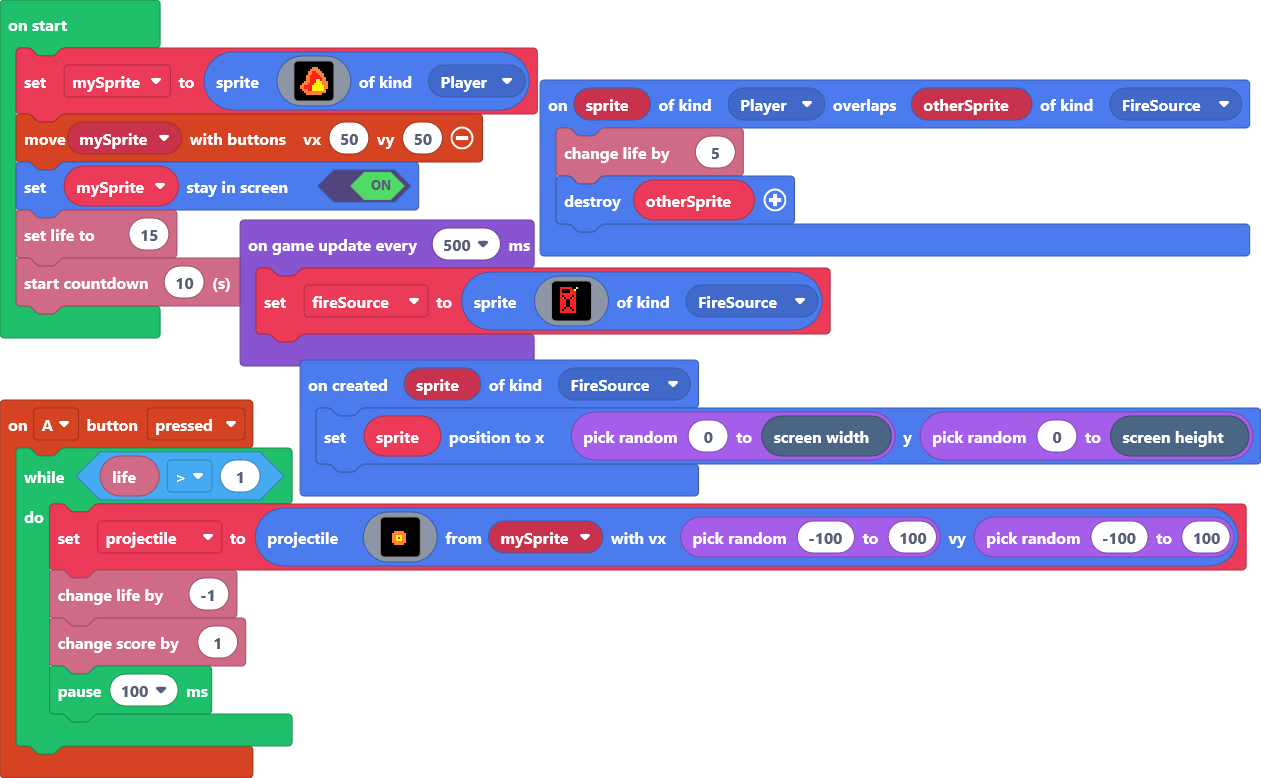 on start
set mySprite to sprite of kind Player
move mySprite with buttons vx 50 vy 50
set mySprite stay in screen ON
set life to 15
start countdown 10 (s)
on sprite of kind Player overlaps otherSprite of kind FireSource
change life by 5
destroy otherSprite
on game update every 500 ms
set fireSource to sprite of kind FireSource
on created sprite of kind FireSource
set sprite position to x pick random 0 to screen width y pick random 0 to screen height
on A button pressed
while life > 1
do
set projectile to projectile from mySprite with vx pick random -100 to 100 vy pick random -100 to 100
change life by -1
change score by 1
pause 100 ms